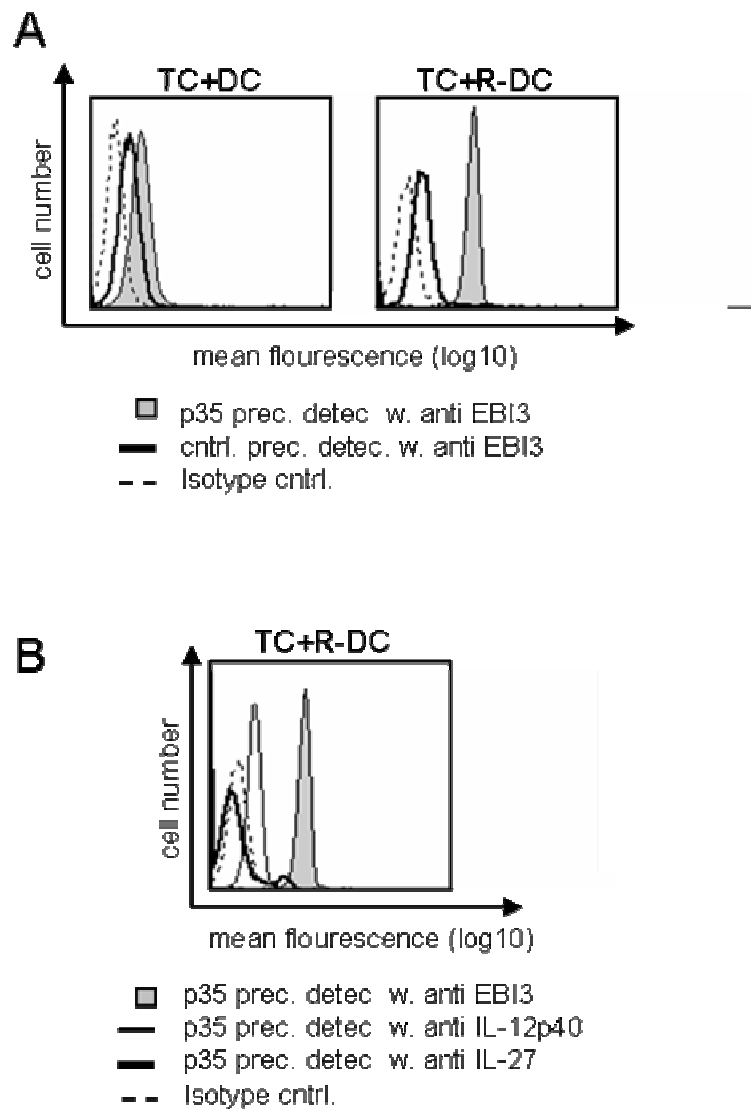 A
TC+DC
TC+R-DC
cell number
mean flourescence (log10)
p35 prec. detec w. anti EBI3
cntrl. prec. detec. w. anti EBI3
Isotype cntrl.
B
TC+R-DC
cell number
mean flourescence (log10)
p35 prec. detec w. anti EBI3
p35 prec. detec w. anti IL-12p40
p35 prec. detec w. anti IL-27
Isotype cntrl.